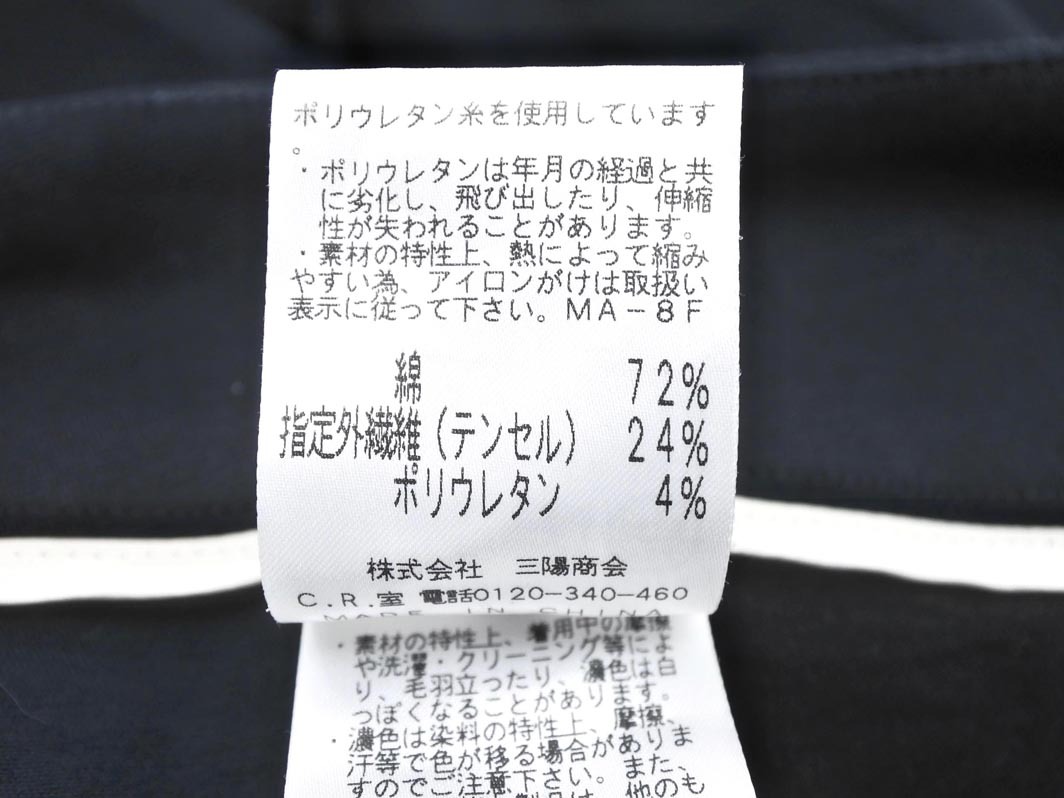 ポリウレタン糸を使用しています
。
・ポリウレタンは年月の経過と共
に劣化し、飛び出したり、伸縮
性が失われることがあります。
・素材の特性上、熱によって縮み
やすい為、アイロンがけは取扱い
表示に従って下さい。MA－8F
綿 72%
指定外繊維(テンセル) 24%
ポリウレタン 4%
株式会社 三陽商会
C.R.室 電話0120-340-460
MADE IN CHINA
・素材の特性上、着用中の摩擦
や洗濯・クリーニング等によ
り、毛羽立ったり、濃色は白
っぽくなることがあります。
・濃色は染料の特性上、摩擦、
汗等で色が移る場合がありま
すのでご注意下さい。また、
他のも